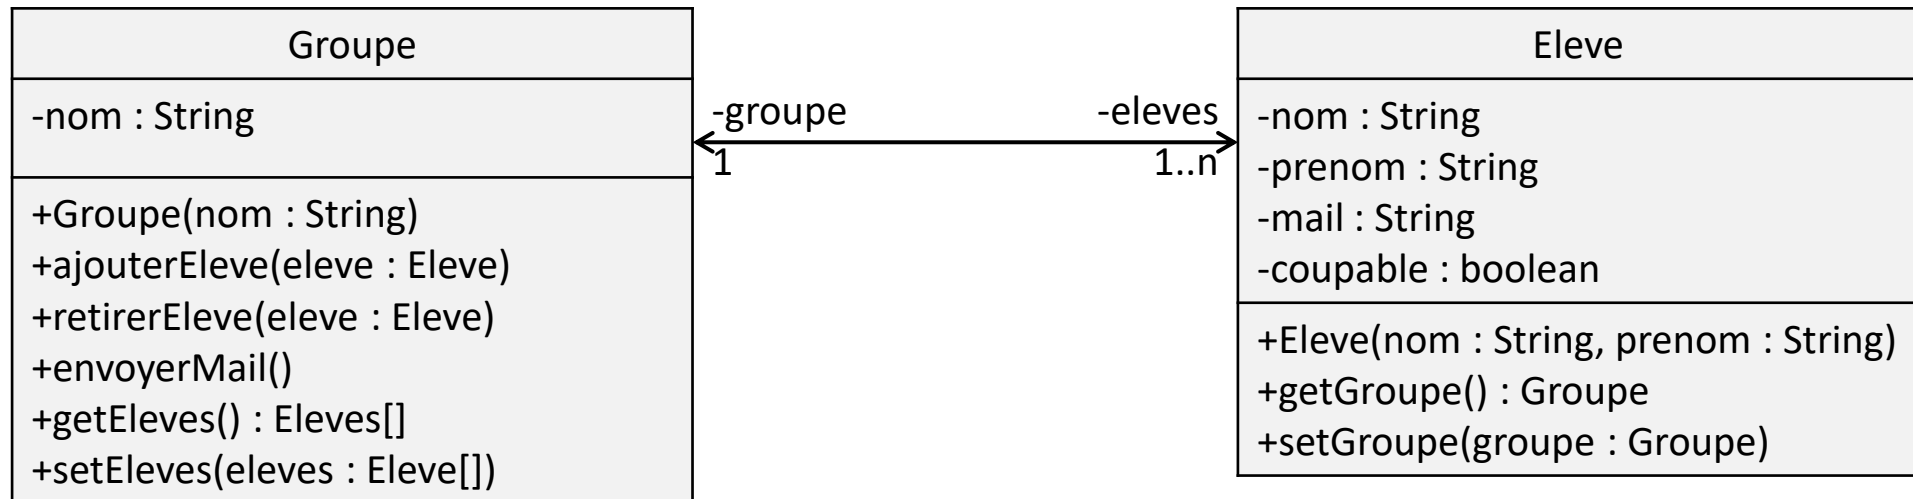 Groupe
-nom : String
+Groupe(nom : String)
+ajouterEleve(eleve : Eleve)
+retirerEleve(eleve : Eleve)
+envoyerMail()
+getEleves() : Eleves[]
+setEleves(eleves : Eleve[])
-groupe
1
-eleves
1..n
Eleve
-nom : String
-prenom : String
-mail : String
-coupable : boolean
+Eleve(nom : String, prenom : String)
+getGroupe() : Groupe
+setGroupe(groupe : Groupe)